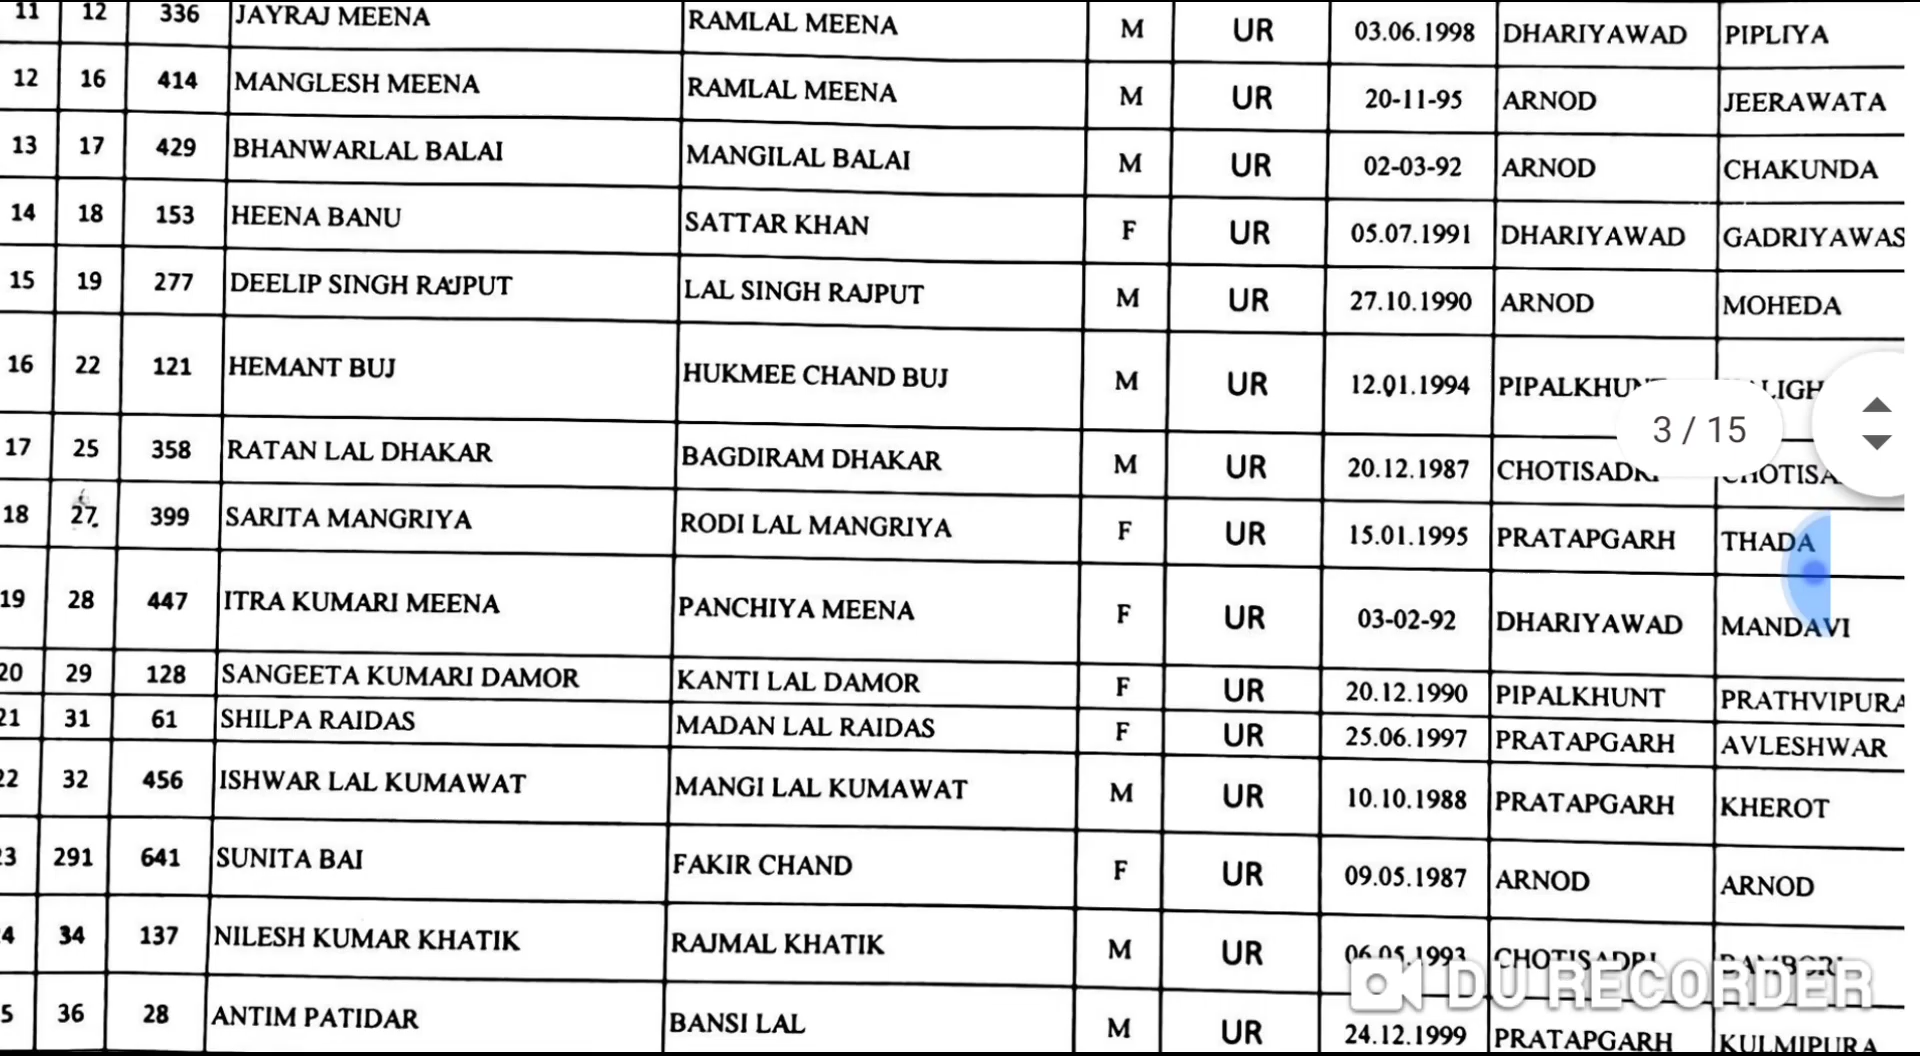 11 12 336 JAYRAJ MEENA RAMLAL MEENA M UR 03.06.1998 DHARIYAWAD PIPLIYA
12 16 414 MANGLESH MEENA RAMLAL MEENA M UR 20-11-95 ARNOD JEERAWATA
13 17 429 BHANWARLAL BALAI MANGILAL BALAI M UR 02-03-92 ARNOD CHAKUNDA
14 18 153 HEENA BANU SATTAR KHAN F UR 05.07.1991 DHARIYAWAD GADRIYAWAS
15 19 277 DEELIP SINGH RAJPUT LAL SINGH RAJPUT M UR 27.10.1990 ARNOD MOHEDA
16 22 121 HEMANT BUJ HUKMEE CHAND BUJ M UR 12.01.1994 PIPALKHUNT
3 / 15
17 25 358 RATAN LAL DHAKAR BAGDIRAM DHAKAR M UR 20.12.1987 CHOTISADRI
18 27 399 SARITA MANGRIYA RODI LAL MANGRIYA F UR 15.01.1995 PRATAPGARH THADA
19 28 447 ITRA KUMARI MEENA PANCHIYA MEENA F UR 03-02-92 DHARIYAWAD MANDAVI
20 29 128 SANGEETA KUMARI DAMOR KANTI LAL DAMOR F UR 20.12.1990 PIPALKHUNT PRATHVIPURA
21 31 61 SHILPA RAIDAS MADAN LAL RAIDAS F UR 25.06.1997 PRATAPGARH AVLESHWAR
22 32 456 ISHWAR LAL KUMAWAT MANGI LAL KUMAWAT M UR 10.10.1988 PRATAPGARH KHEROT
3 291 641 SUNITA BAI FAKIR CHAND F UR 09.05.1987 ARNOD ARNOD
4 34 137 NILESH KUMAR KHATIK RAJMAL KHATIK M UR 06.05.1993 CHOTISADRI
DU RECORDER
5 36 28 ANTIM PATIDAR BANSI LAL M UR 24.12.1999 PRATAPGARH KULMIPURA